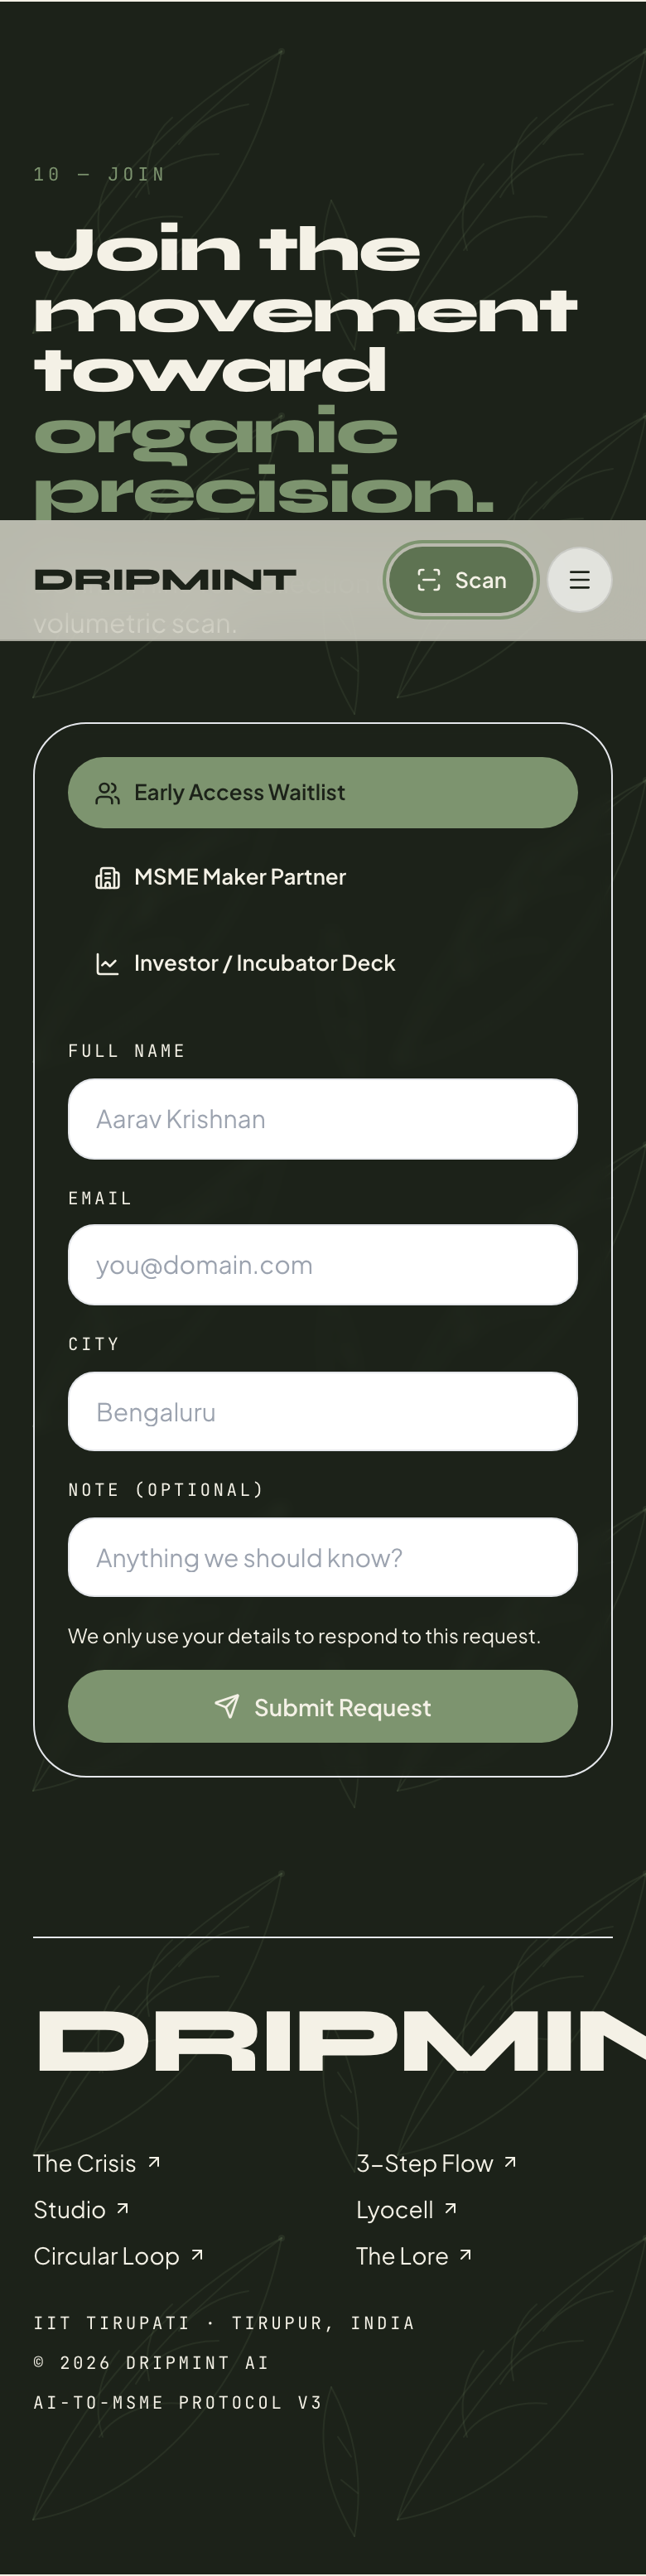 10 — JOIN
Join the
movement
toward
organic
precision.
DRIPMINT
Scan
volumetric scan.
Early Access Waitlist
MSME Maker Partner
Investor / Incubator Deck
FULL NAME
Aarav Krishnan
EMAIL
you@domain.com
CITY
Bengaluru
NOTE (OPTIONAL)
Anything we should know?
We only use your details to respond to this request.
Submit Request
DRIPMIN
The Crisis ↗
3-Step Flow ↗
Studio ↗
Lyocell ↗
Circular Loop ↗
The Lore ↗
IIT TIRUPATI · TIRUPUR, INDIA
© 2026 DRIPMINT AI
AI-TO-MSME PROTOCOL V3